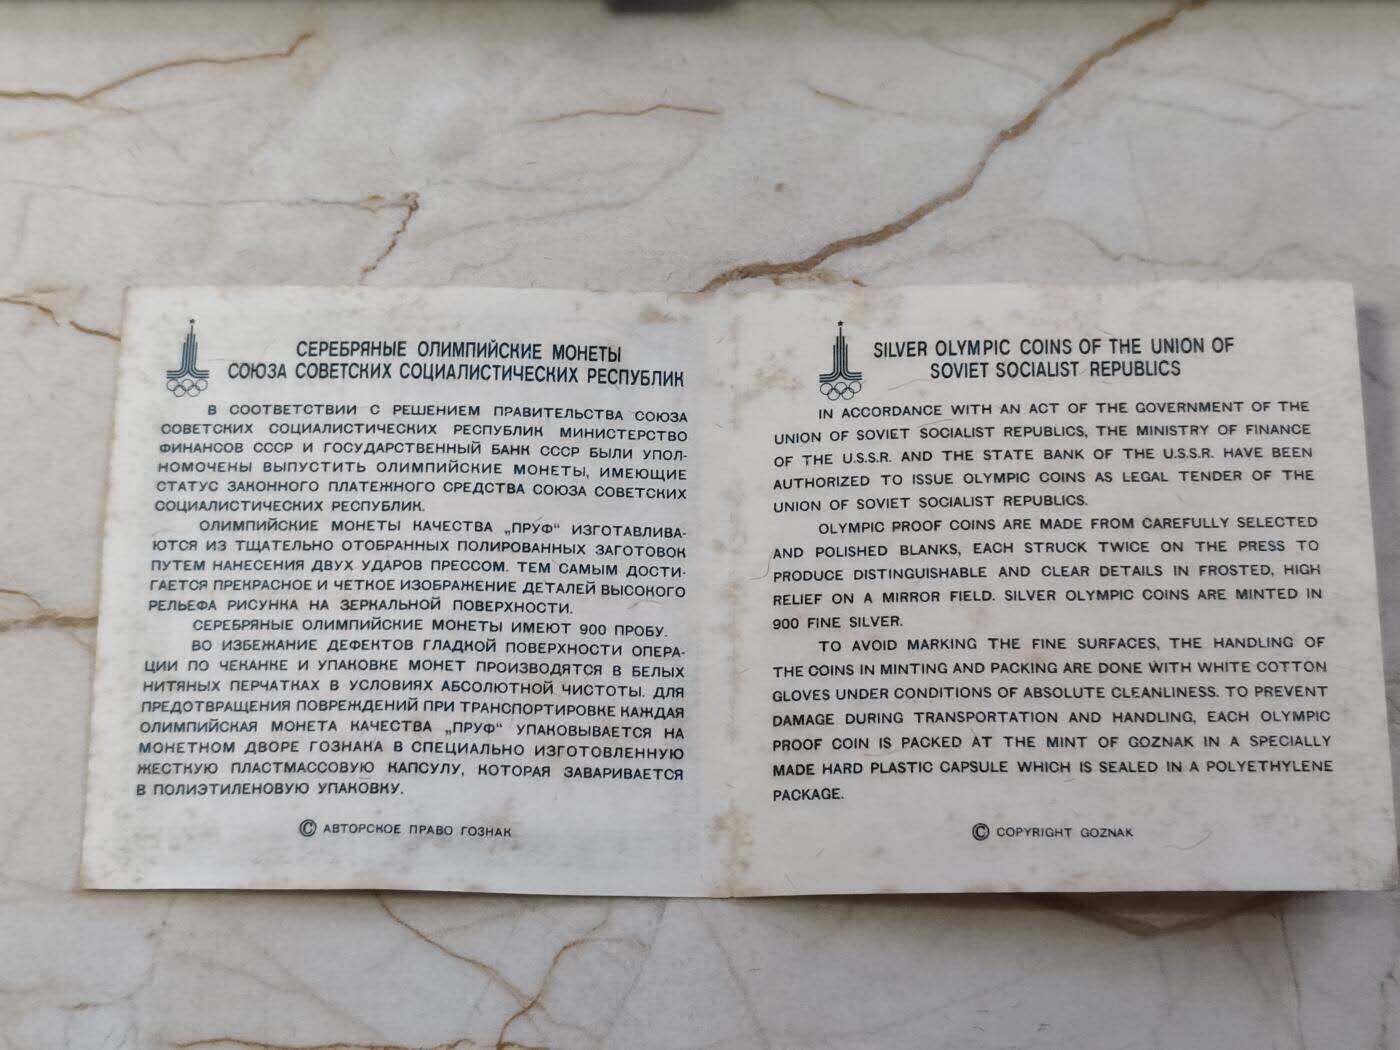 СЕРЕБРЯНЫЕ ОЛИМПИЙСКИЕ МОНЕТЫ
СОЮЗА СОВЕТСКИХ СОЦИАЛИСТИЧЕСКИХ РЕСПУБЛИК
В СООТВЕТСТВИИ С РЕШЕНИЕМ ПРАВИТЕЛЬСТВА СОЮЗА
СОВЕТСКИХ СОЦИАЛИСТИЧЕСКИХ РЕСПУБЛИК МИНИСТЕРСТВО
ФИНАНСОВ СССР И ГОСУДАРСТВЕННЫЙ БАНК СССР БЫЛИ УПОЛ-
НОМОЧЕНЫ ВЫПУСТИТЬ ОЛИМПИЙСКИЕ МОНЕТЫ, ИМЕЮЩИЕ
СТАТУС ЗАКОННОГО ПЛАТЕЖНОГО СРЕДСТВА СОЮЗА СОВЕТСКИХ
СОЦИАЛИСТИЧЕСКИХ РЕСПУБЛИК.
ОЛИМПИЙСКИЕ МОНЕТЫ КАЧЕСТВА „ПРУФ“ ИЗГОТАВЛИВА-
ЮТСЯ ИЗ ТЩАТЕЛЬНО ОТОБРАННЫХ ПОЛИРОВАННЫХ ЗАГОТОВОК
ПУТЕМ НАНЕСЕНИЯ ДВУХ УДАРОВ ПРЕССОМ. ТЕМ САМЫМ ДОСТИ-
ГАЕТСЯ ПРЕКРАСНОЕ И ЧЕТКОЕ ИЗОБРАЖЕНИЕ ДЕТАЛЕЙ ВЫСОКОГО
РЕЛЬЕФА РИСУНКА НА ЗЕРКАЛЬНОЙ ПОВЕРХНОСТИ.
СЕРЕБРЯНЫЕ ОЛИМПИЙСКИЕ МОНЕТЫ ИМЕЮТ 900 ПРОБУ.
ВО ИЗБЕЖАНИЕ ДЕФЕКТОВ ГЛАДКОЙ ПОВЕРХНОСТИ ОПЕРА-
ЦИИ ПО ЧЕКАНКЕ И УПАКОВКЕ МОНЕТ ПРОИЗВОДЯТСЯ В БЕЛЫХ
НИТЯНЫХ ПЕРЧАТКАХ В УСЛОВИЯХ АБСОЛЮТНОЙ ЧИСТОТЫ. ДЛЯ
ПРЕДОТВРАЩЕНИЯ ПОВРЕЖДЕНИЙ ПРИ ТРАНСПОРТИРОВКЕ КАЖДАЯ
ОЛИМПИЙСКАЯ МОНЕТА КАЧЕСТВА „ПРУФ“ УПАКОВЫВАЕТСЯ НА
МОНЕТНОМ ДВОРЕ ГОЗНАКА В СПЕЦИАЛЬНО ИЗГОТОВЛЕННУЮ
ЖЕСТКУЮ ПЛАСТМАССОВУЮ КАПСУЛУ, КОТОРАЯ ЗАВАРИВАЕТСЯ
В ПОЛИЭТИЛЕНОВУЮ УПАКОВКУ.
© АВТОРСКОЕ ПРАВО ГОЗНАК
SILVER OLYMPIC COINS OF THE UNION OF
SOVIET SOCIALIST REPUBLICS
IN ACCORDANCE WITH AN ACT OF THE GOVERNMENT OF THE
UNION OF SOVIET SOCIALIST REPUBLICS, THE MINISTRY OF FINANCE
OF THE U.S.S.R. AND THE STATE BANK OF THE U.S.S.R. HAVE BEEN
AUTHORIZED TO ISSUE OLYMPIC COINS AS LEGAL TENDER OF THE
UNION OF SOVIET SOCIALIST REPUBLICS.
OLYMPIC PROOF COINS ARE MADE FROM CAREFULLY SELECTED
AND POLISHED BLANKS, EACH STRUCK TWICE ON THE PRESS TO
PRODUCE DISTINGUISHABLE AND CLEAR DETAILS IN FROSTED, HIGH
RELIEF ON A MIRROR FIELD. SILVER OLYMPIC COINS ARE MINTED IN
900 FINE SILVER.
TO AVOID MARKING THE FINE SURFACES, THE HANDLING OF
THE COINS IN MINTING AND PACKING ARE DONE WITH WHITE COTTON
GLOVES UNDER CONDITIONS OF ABSOLUTE CLEANLINESS. TO PREVENT
DAMAGE DURING TRANSPORTATION AND HANDLING, EACH OLYMPIC
PROOF COIN IS PACKED AT THE MINT OF GOZNAK IN A SPECIALLY
MADE HARD PLASTIC CAPSULE WHICH IS SEALED IN A POLYETHYLENE
PACKAGE.
© COPYRIGHT GOZNAK